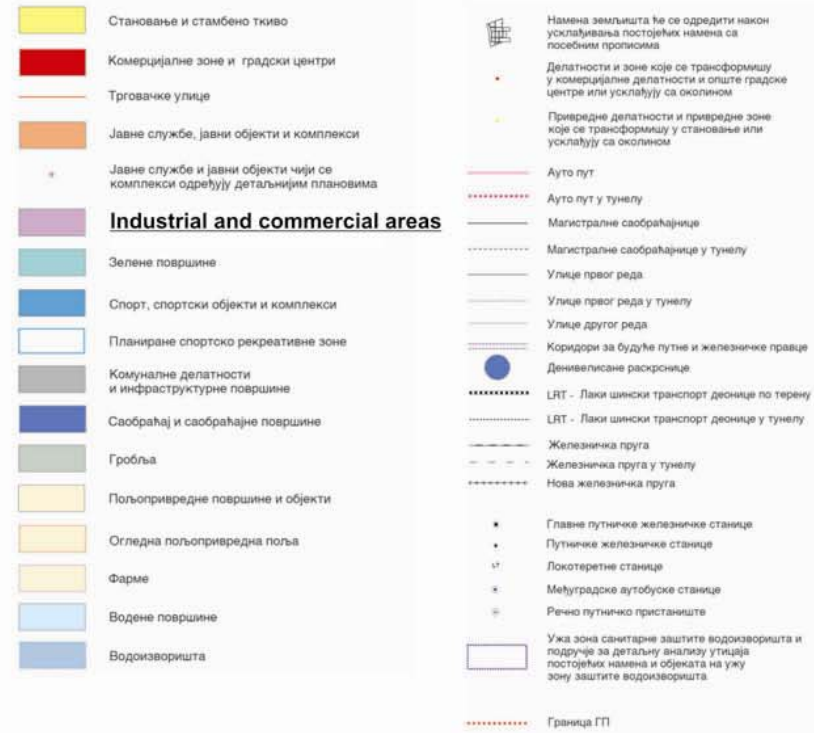 Становање и стамбено ткиво
Комерцијалне зоне и градски центри
Трговачке улице
Јавне службе, јавни објекти и комплекси
Јавне службе и јавни објекти чији се
комплекси одређују детаљнијим плановима
Industrial and commercial areas
Зелене површине
Спорт, спортски објекти и комплекси
Планиране спортско рекреативне зоне
Комуналне делатности
и инфраструктурне површине
Саобраћај и саобраћајне површине
Гробља
Пољопривредне површине и објекти
Огледна пољопривредна поља
Фарме
Водене површине
Водоизворишта
Намена земљишта ће се одредити након
усклађивања постојећих намена са
посебним прописима
Делатности и зоне које се трансформишу
у комерцијалне делатности и опште градске
центре или усклађују са околином
Привредне делатности и привредне зоне
које се трансформишу у становање или
усклађују са околином
Ауто пут
Ауто пут у тунелу
Магистралне саобраћајнице
Магистралне саобраћајнице у тунелу
Улице првог реда
Улице првог реда у тунелу
Улице другог реда
Коридори за будуће путне и железничке правце
Денивелисане раскрснице
LRT - Лаки шински транспорт деонице по терену
LRT - Лаки шински транспорт деонице у тунелу
Железничка пруга
Железничка пруга у тунелу
Нова железничка пруга
Главне путничке железничке станице
Путничке железничке станице
Локотеретне станице
Међуградске аутобуске станице
Речно путничко пристаниште
Ужа зона санитарне заштите водоизворишта и
подручје за детаљну анализу утицаја
постојећих намена и објеката на ужу
зону заштите водоизворишта
Граница ГП